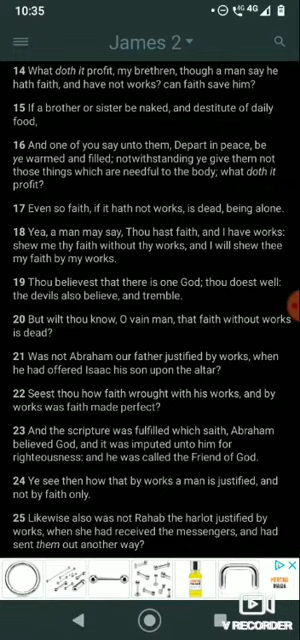 10:35
4G 4G
James 2
14 What doth it profit, my brethren, though a man say he
hath faith, and have not works? can faith save him?
15 If a brother or sister be naked, and destitute of daily
food,
16 And one of you say unto them, Depart in peace, be
ye warmed and filled; notwithstanding ye give them not
those things which are needful to the body; what doth it
profit?
17 Even so faith, if it hath not works, is dead, being alone.
18 Yea, a man may say, Thou hast faith, and I have works:
shew me thy faith without thy works, and I will shew thee
my faith by my works.
19 Thou believest that there is one God; thou doest well:
the devils also believe, and tremble.
20 But wilt thou know, O vain man, that faith without works
is dead?
21 Was not Abraham our father justified by works, when
he had offered Isaac his son upon the altar?
22 Seest thou how faith wrought with his works, and by
works was faith made perfect?
23 And the scripture was fulfilled which saith, Abraham
believed God, and it was imputed unto him for
righteousness: and he was called the Friend of God.
24 Ye see then how that by works a man is justified, and
not by faith only.
25 Likewise also was not Rahab the harlot justified by
works, when she had received the messengers, and had
sent them out another way?
V RECORDER